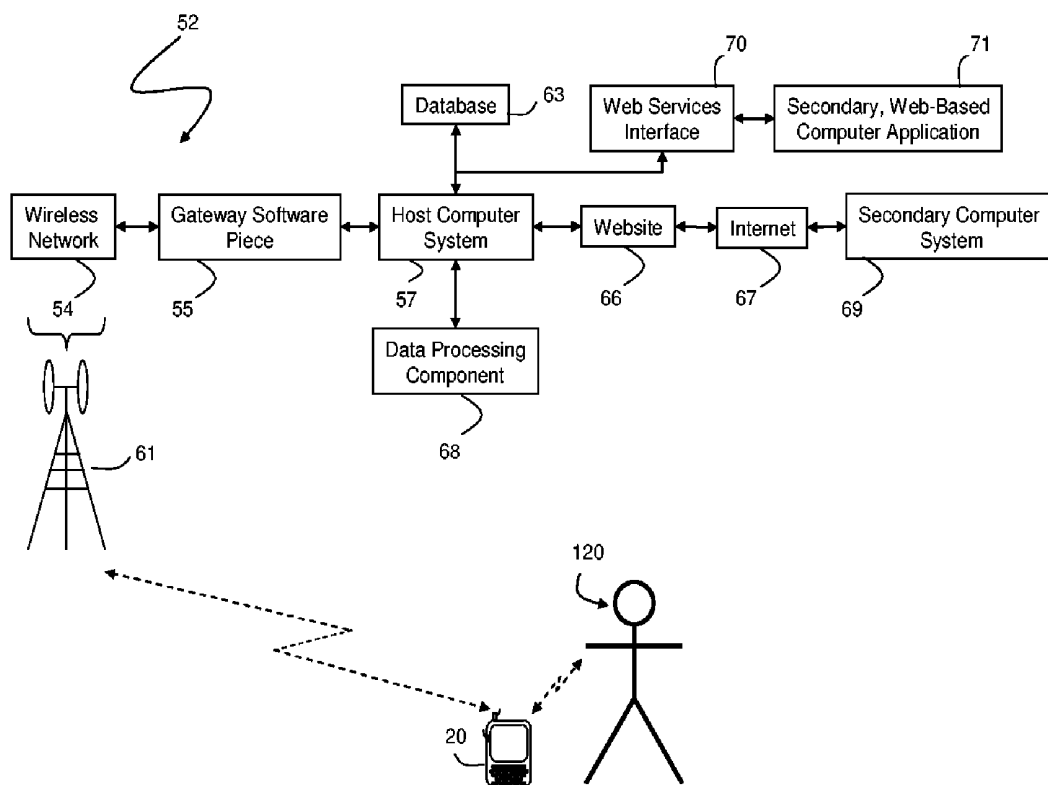 52
70
71
Database
63
Web Services
Interface
Secondary, Web-Based
Computer Application
Wireless
Network
Gateway Software
Piece
Host Computer
System
Website
Internet
Secondary Computer
System
54
55
57
66
67
69
Data Processing
Component
68
61
120
20